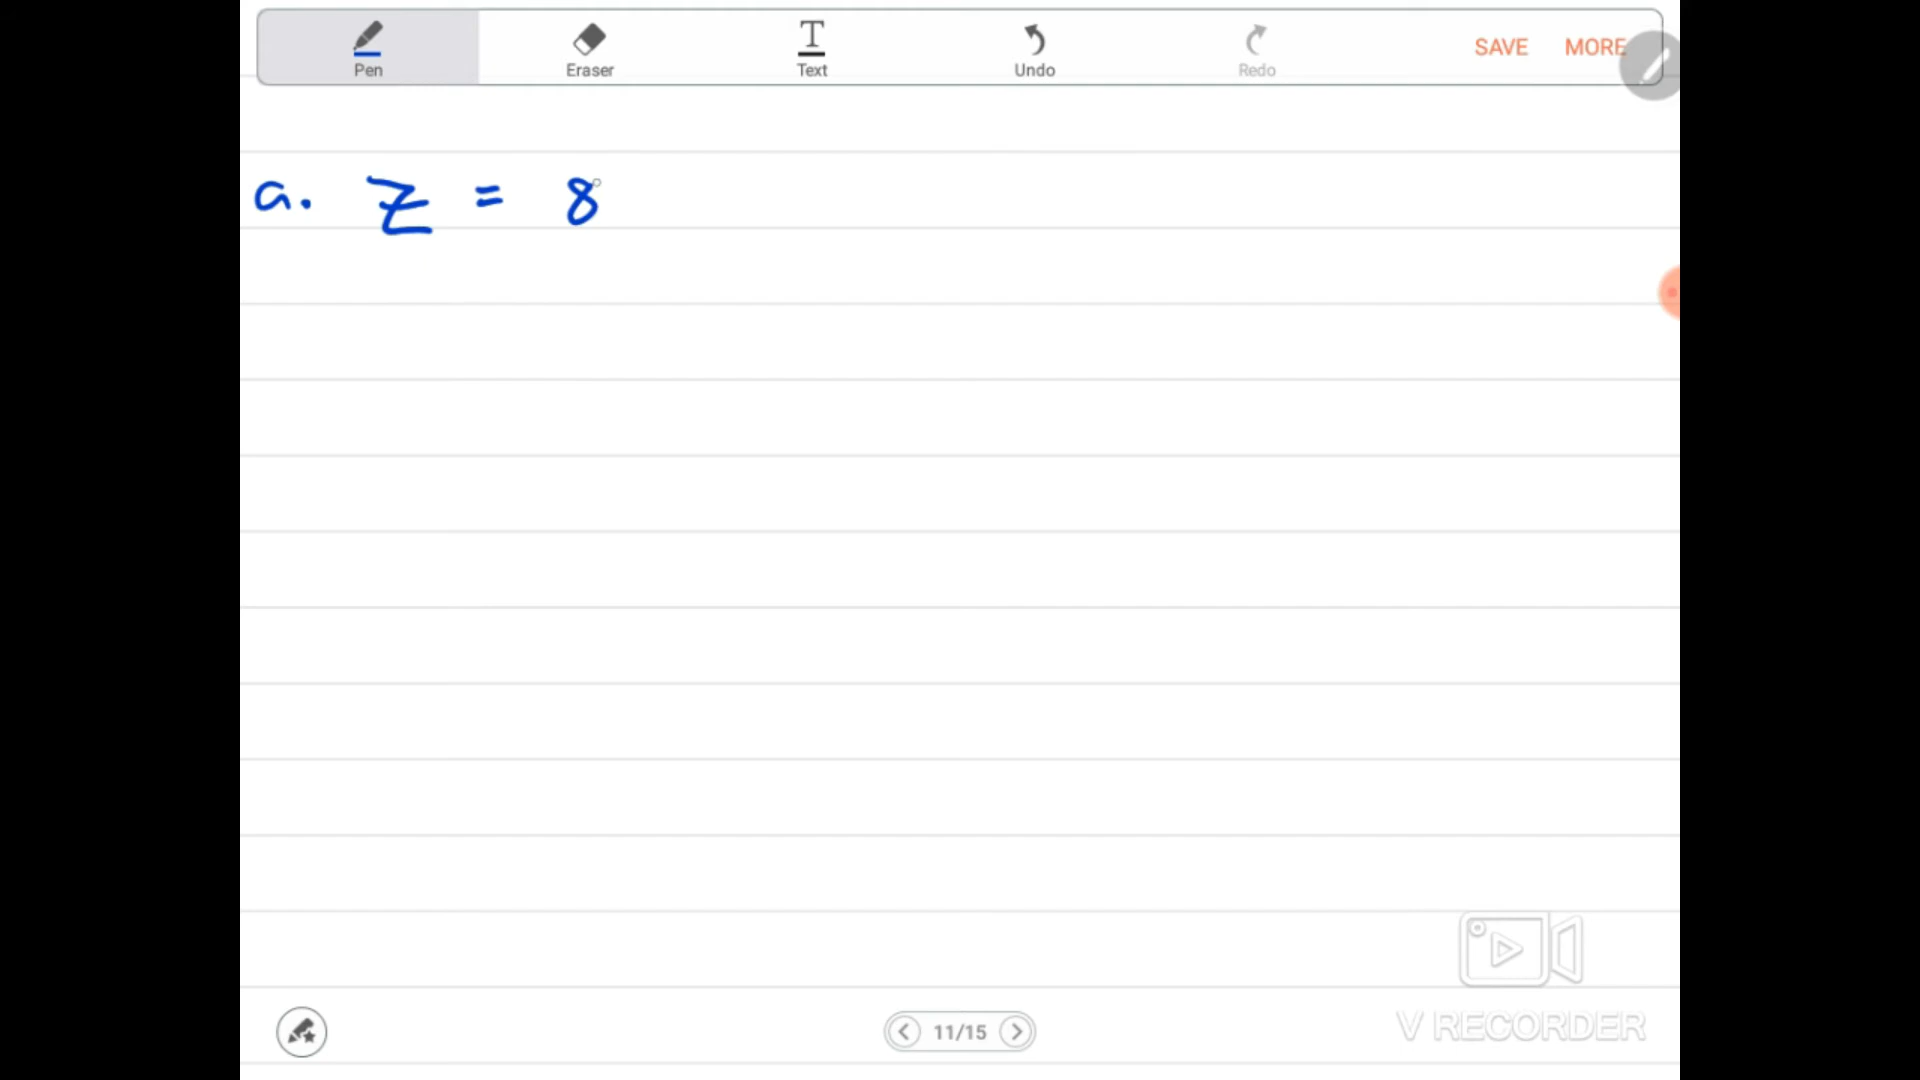 Pen Eraser Text Undo Redo SAVE MORE
a. z = 8
11/15
V RECORDER